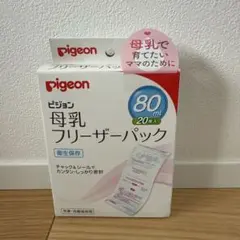 pigeon
母乳で
育てたい
ママのために
pigeon
ピジョン
80ml
20枚入
母乳
フリーザーパック
衛生保存
チャック&シールで
カンタン・しっかり密封